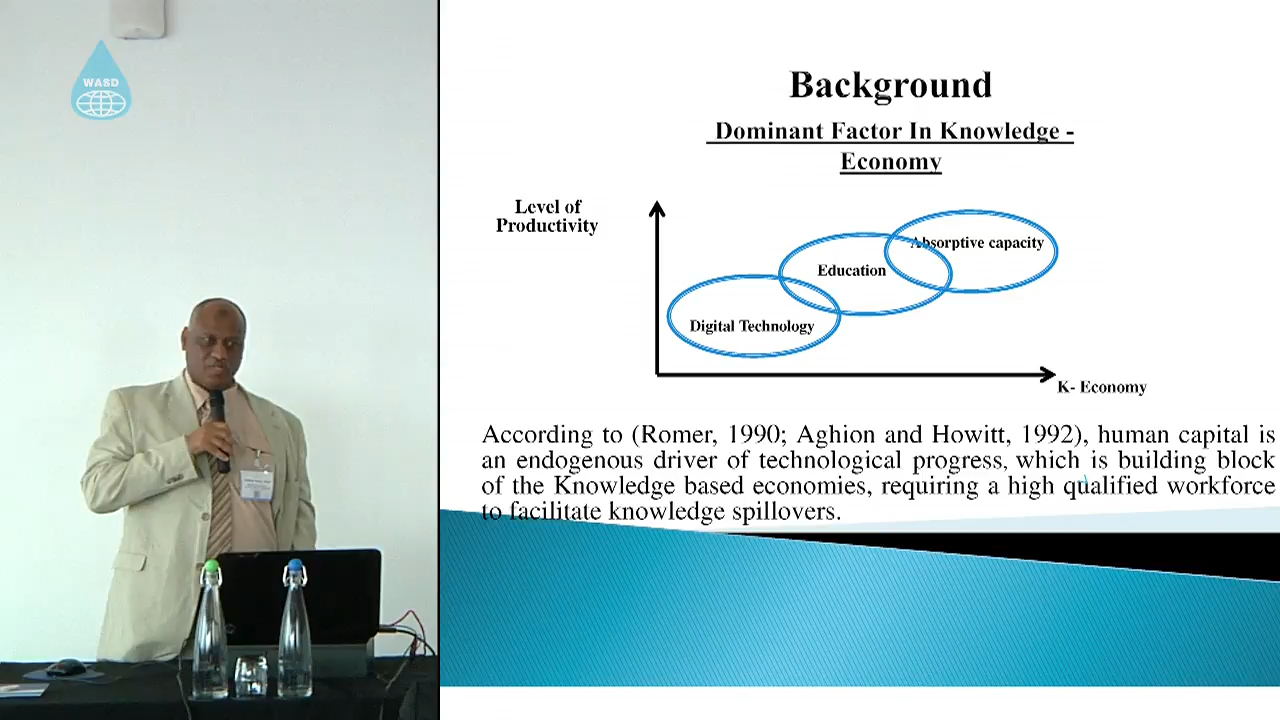 WASD
Background
Dominant Factor In Knowledge -
Economy
Level of
Productivity
Absorptive capacity
Education
Digital Technology
K- Economy
According to (Romer, 1990; Aghion and Howitt, 1992), human capital is
an endogenous driver of technological progress, which is building block
of the Knowledge based economies, requiring a high qualified workforce
to facilitate knowledge spillovers.